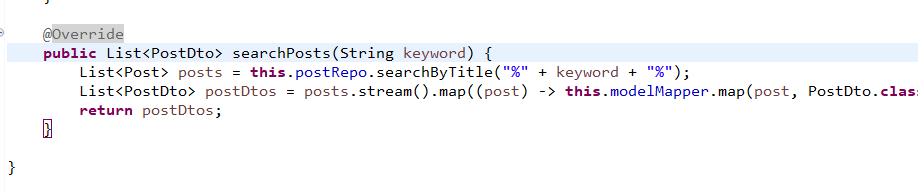 @Override
public List<PostDto> searchPosts(String keyword) {
List<Post> posts = this.postRepo.searchByTitle("%" + keyword + "%");
List<PostDto> postDtos = posts.stream().map((post) -> this.modelMapper.map(post, PostDto.clas
return postDtos;
}
}